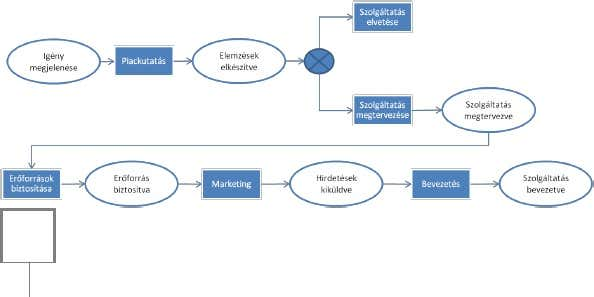 Igény
megjelenése
Piackutatás
Elemzések
elkészítve
Szolgáltatás
elvetése
Szolgáltatás
megtervezése
Szolgáltatás
megtervezve
Erőforrások
biztosítása
Erőforrás
biztosítva
Marketing
Hirdetések
kiküldve
Bevezetés
Szolgáltatás
bevezetve